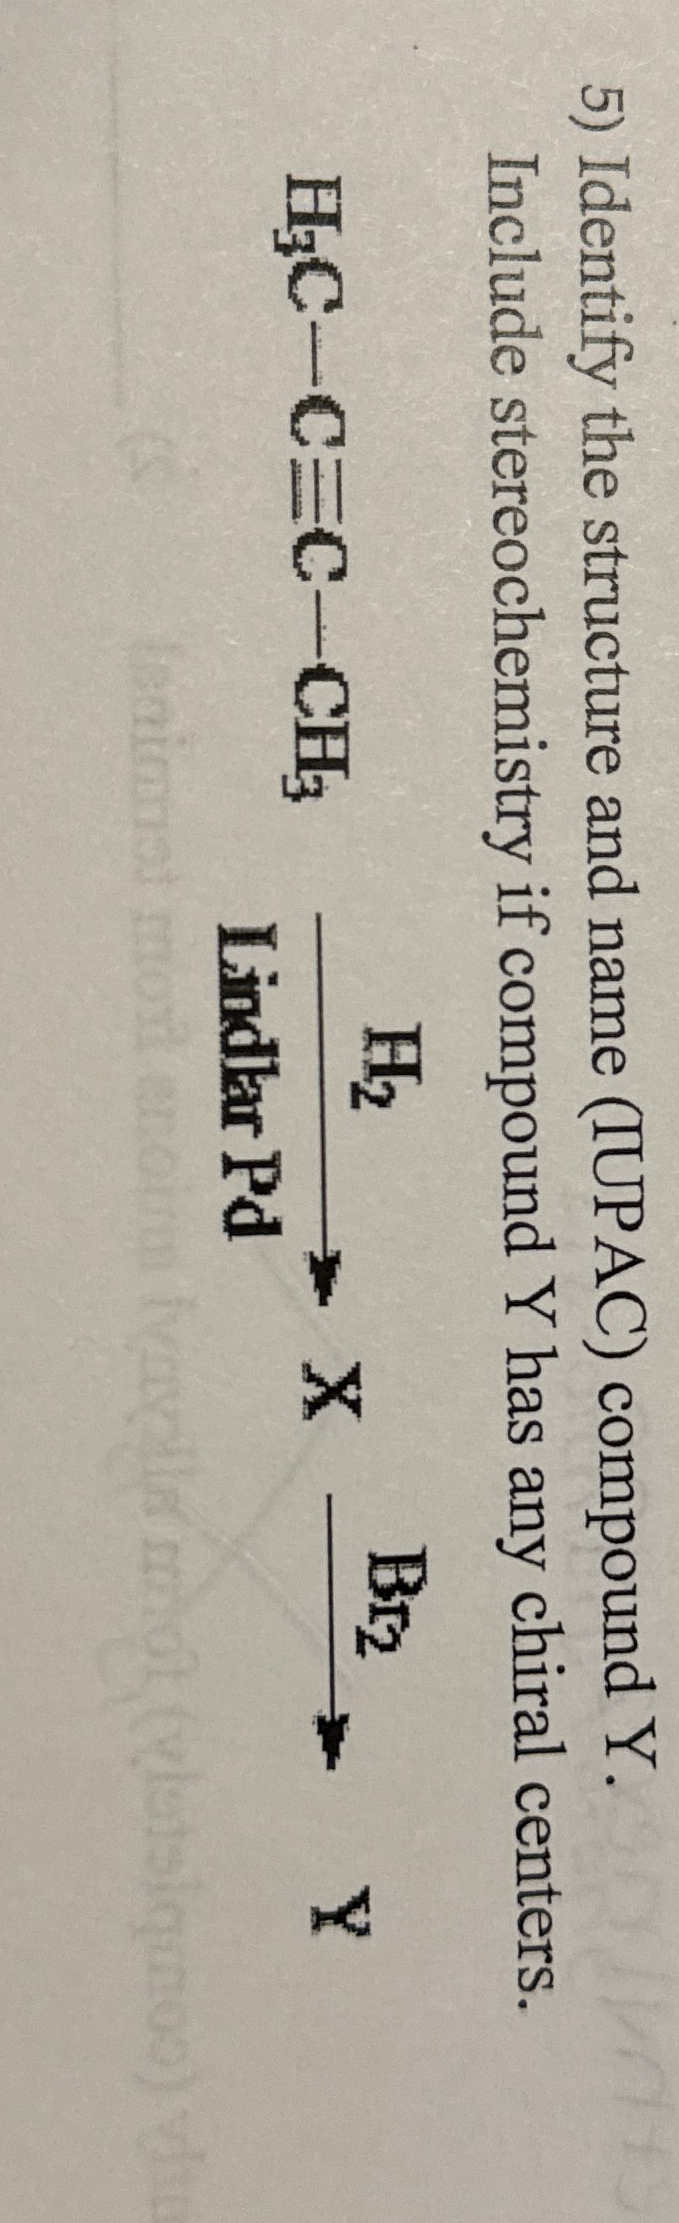 5) Identify the structure and name (IUPAC) compound Y.
Include stereochemistry if compound Y has any chiral centers.
H₃C—C≡C—CH₃
H₂
Lindlar Pd
X
Br₂
Y